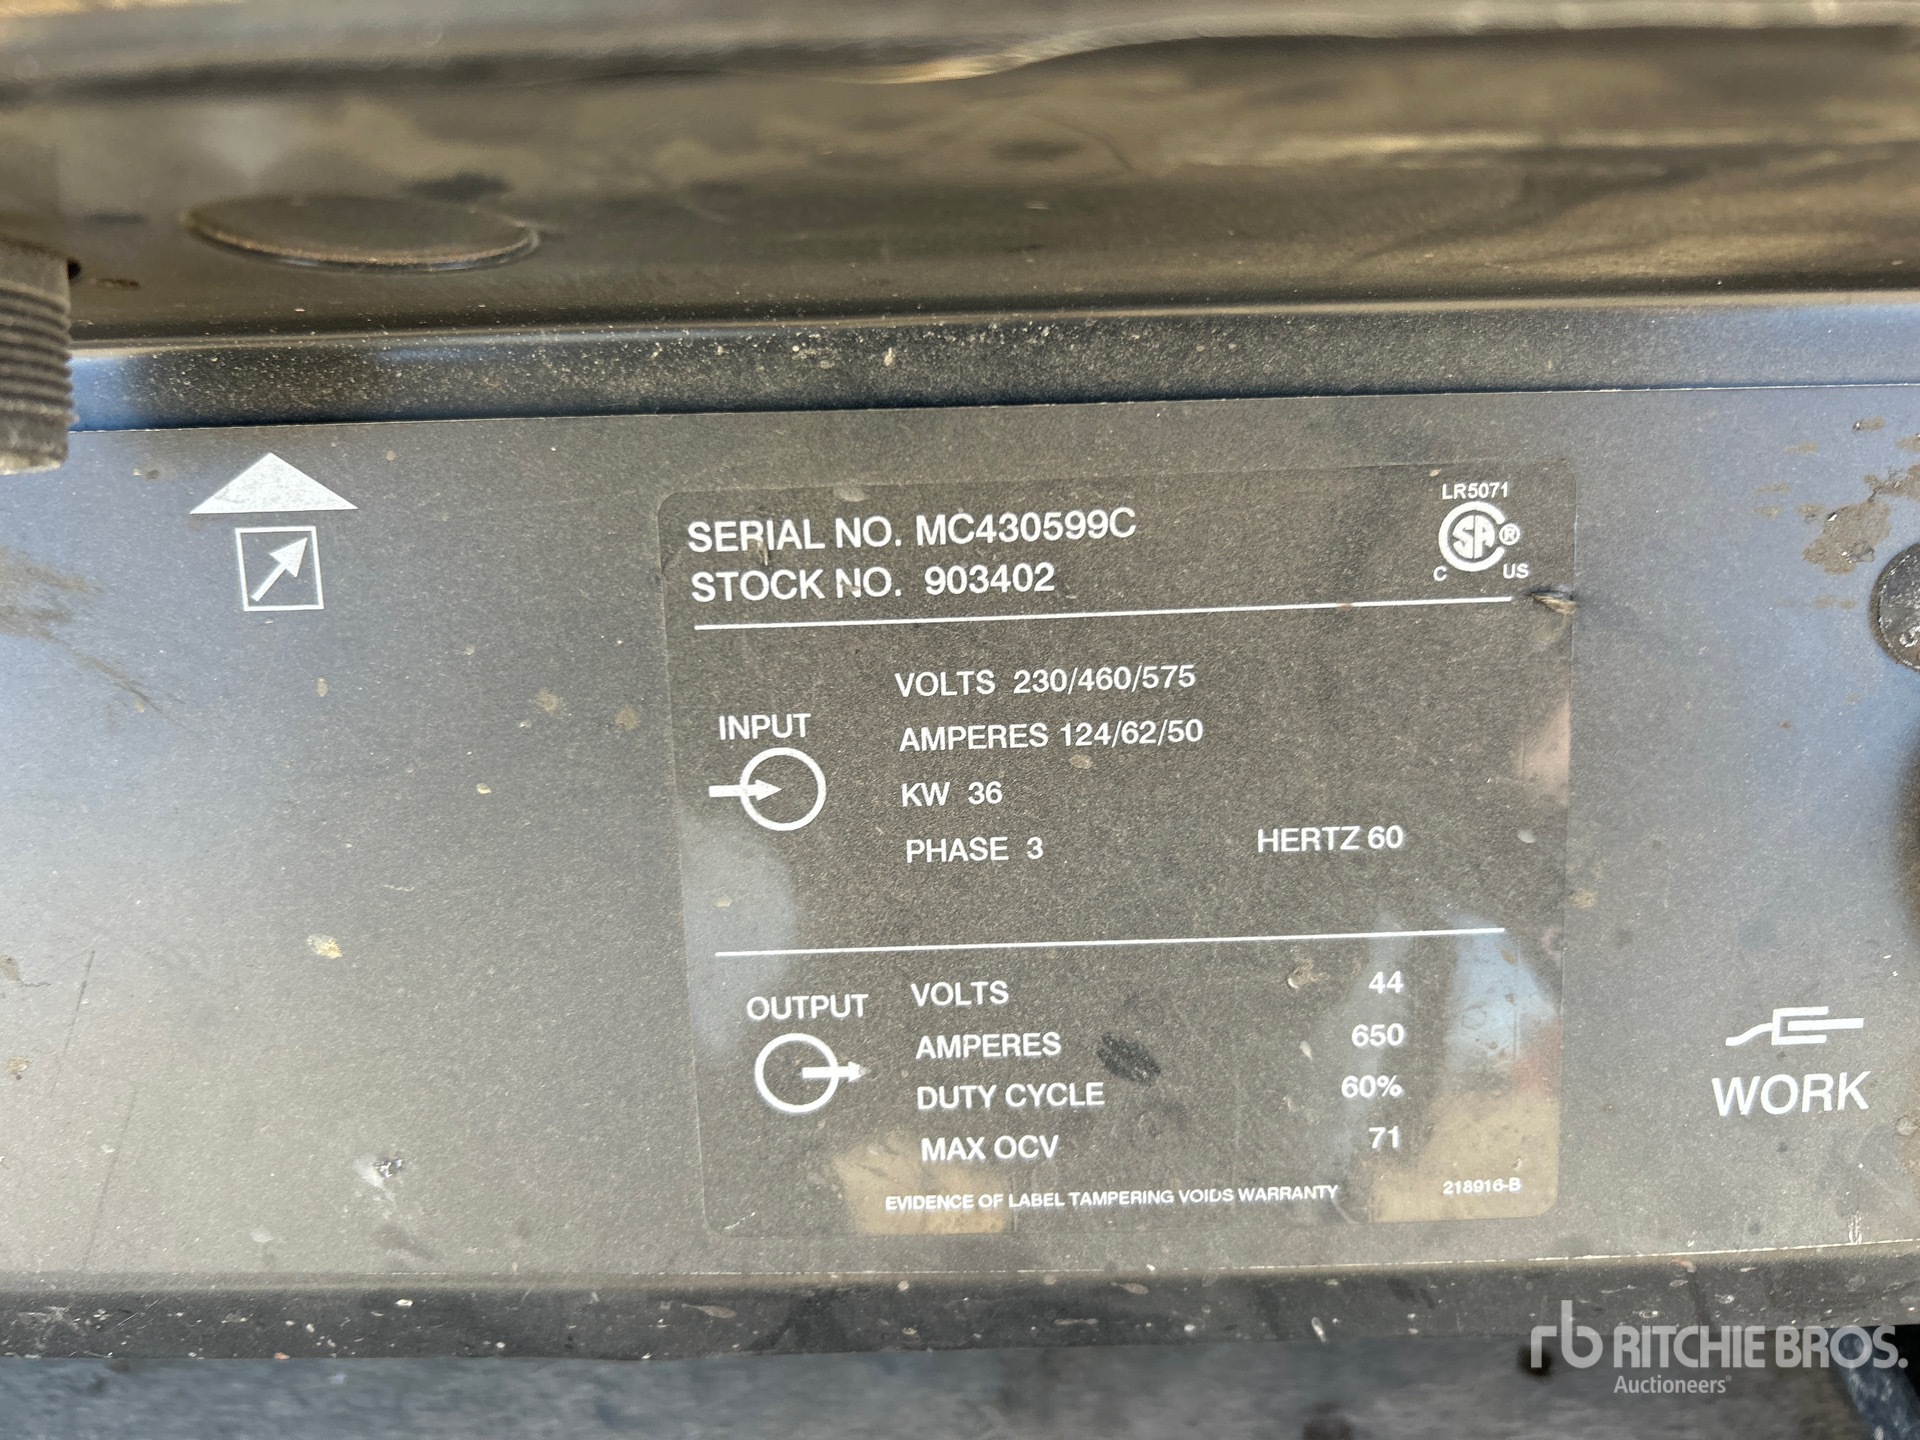 LR5071
SERIAL NO. MC430599C
SA ®
C US
STOCK NO. 903402
INPUT
VOLTS 230/460/575
AMPERES 124/62/50
KW 36
PHASE 3 HERTZ 60
OUTPUT
VOLTS 44
AMPERES 650
DUTY CYCLE 60%
MAX OCV 71
EVIDENCE OF LABEL TAMPERING VOIDS WARRANTY 218916-B
WORK
rb RITCHIE BROS.
Auctioneers